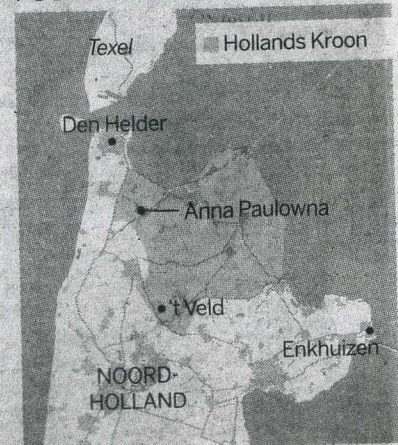 Texel
Hollands Kroon
Den Helder
Anna Paulowna
't Veld
Enkhuizen
NOORD-
HOLLAND